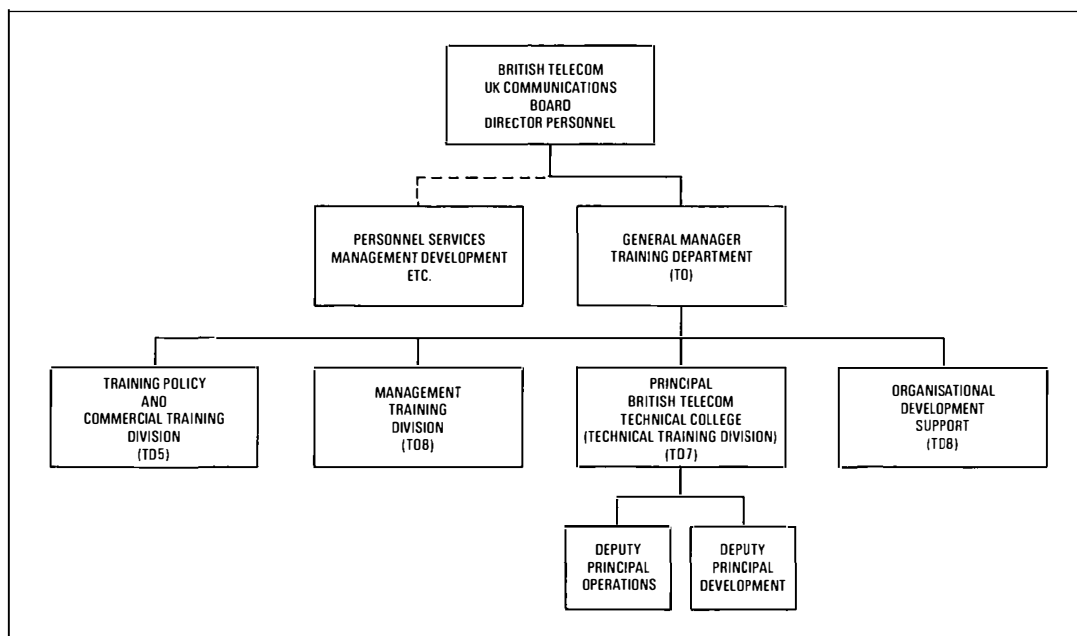 BRITISH TELECOM
UK COMMUNICATIONS
BOARD
DIRECTOR PERSONNEL
PERSONNEL SERVICES
MANAGEMENT DEVELOPMENT
ETC.
GENERAL MANAGER
TRAINING DEPARTMENT
(TD)
TRAINING POLICY
AND
COMMERCIAL TRAINING
DIVISION
(TD5)
MANAGEMENT
TRAINING
DIVISION
(TD8)
PRINCIPAL
BRITISH TELECOM
TECHNICAL COLLEGE
(TECHNICAL TRAINING DIVISION)
(TD7)
ORGANISATIONAL
DEVELOPMENT
SUPPORT
(TD8)
DEPUTY
PRINCIPAL
OPERATIONS
DEPUTY
PRINCIPAL
DEVELOPMENT